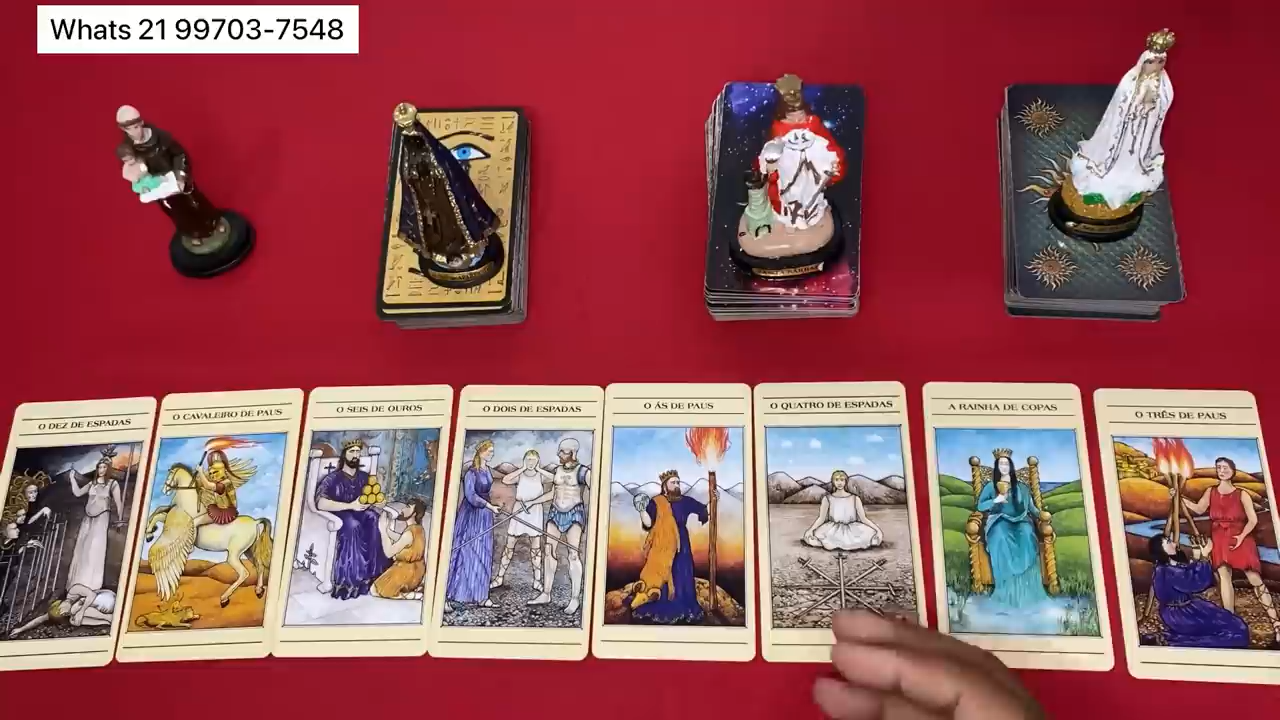 Whats 21 99703-7548
O DEZ DE ESPADAS
O CAVALEIRO DE PAUS
O SEIS DE OUROS
O DOIS DE ESPADAS
O ÁS DE PAUS
O QUATRO DE ESPADAS
A RAINHA DE COPAS
O TRÊS DE PAUS